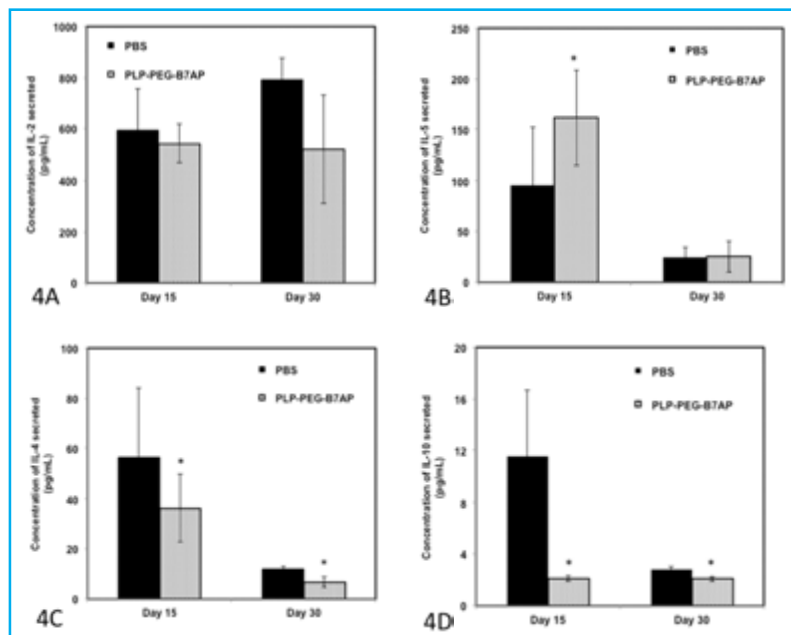 1000
800
600
400
200
0
Concentration of IL-2 secreted
(pg/mL)
PBS
PLP-PEG-B7AP
Day 15
Day 30
4A
250
200
150
100
50
0
Concentration of IL-5 secreted
(pg/mL)
PBS
PLP-PEG-B7AP
*
Day 15
Day 30
4B
100
80
60
40
20
0
Concentration of IL-4 secreted
(pg/mL)
PBS
PLP-PEG-B7AP
*
*
Day 15
Day 30
4C
20
16
12
8
4
0
Concentration of IL-10 secreted
(pg/mL)
PBS
PLP-PEG-B7AP
*
*
Day 15
Day 30
4D